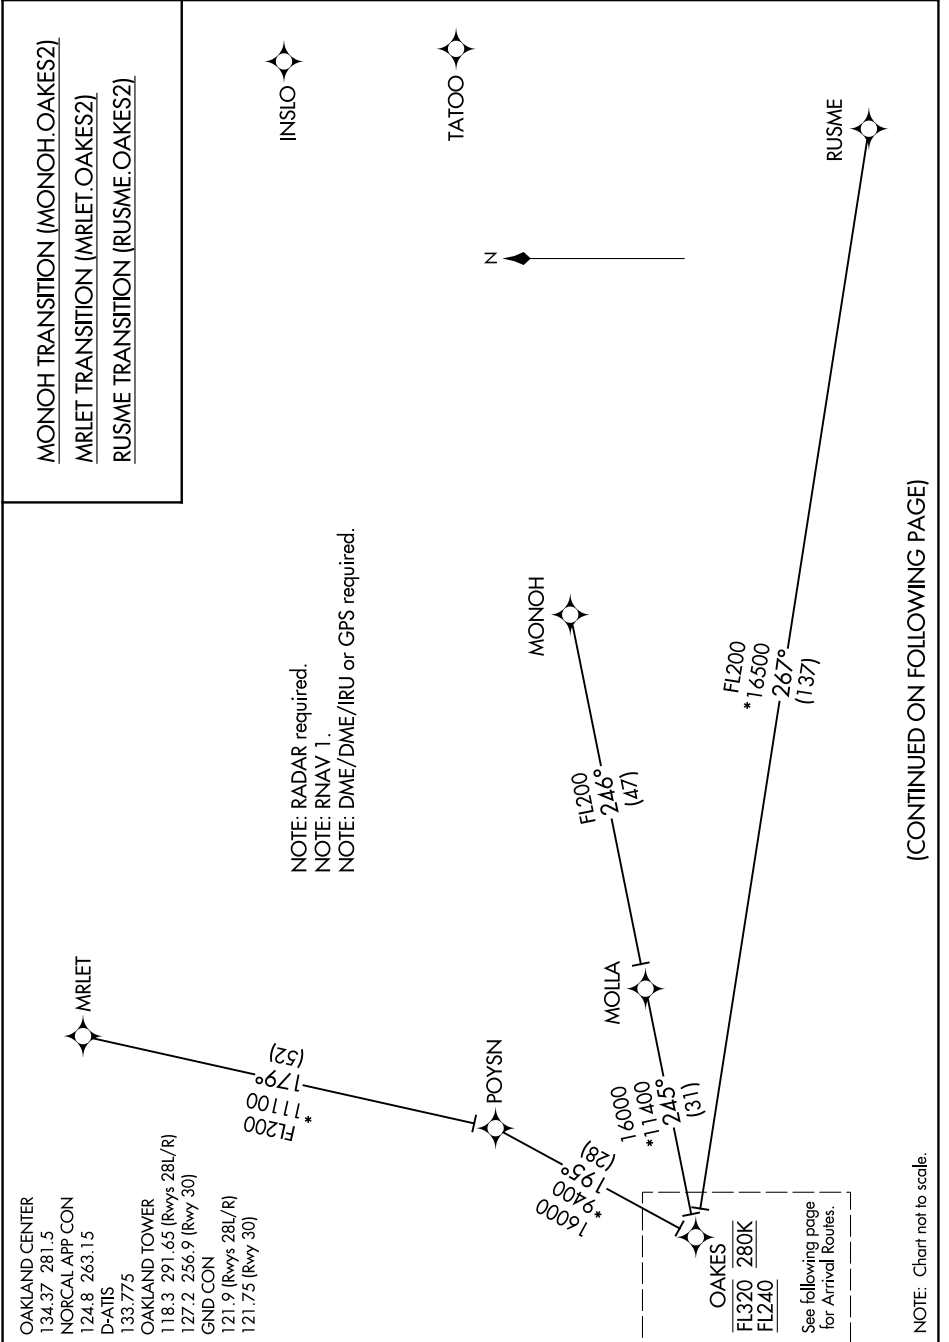 OAKLAND CENTER
134.37 281.5
NORCAL APP CON
124.8 263.15
D-ATIS
133.775
OAKLAND TOWER
118.3 291.65 (Rwys 28L/R)
127.2 256.9 (Rwy 30)
GND CON
121.9 (Rwys 28L/R)
121.75 (Rwy 30)
MONOH TRANSITION (MONOH.OAKES2)
MRLET TRANSITION (MRLET.OAKES2)
RUSME TRANSITION (RUSME.OAKES2)
MRLET
FL200
*11100
179°
(52)
POYSN
16000
*9400
195°
(28)
NOTE: RADAR required.
NOTE: RNAV 1.
NOTE: DME/DME/IRU or GPS required.
INSLO
TATOO
N
MONOH
FL200
246°
(47)
MOLLA
16000
*11400
245°
(31)
RUSME
FL200
*16500
267°
(137)
OAKES
FL320 280K
FL240
See following page
for Arrival Routes.
(CONTINUED ON FOLLOWING PAGE)
NOTE: Chart not to scale.